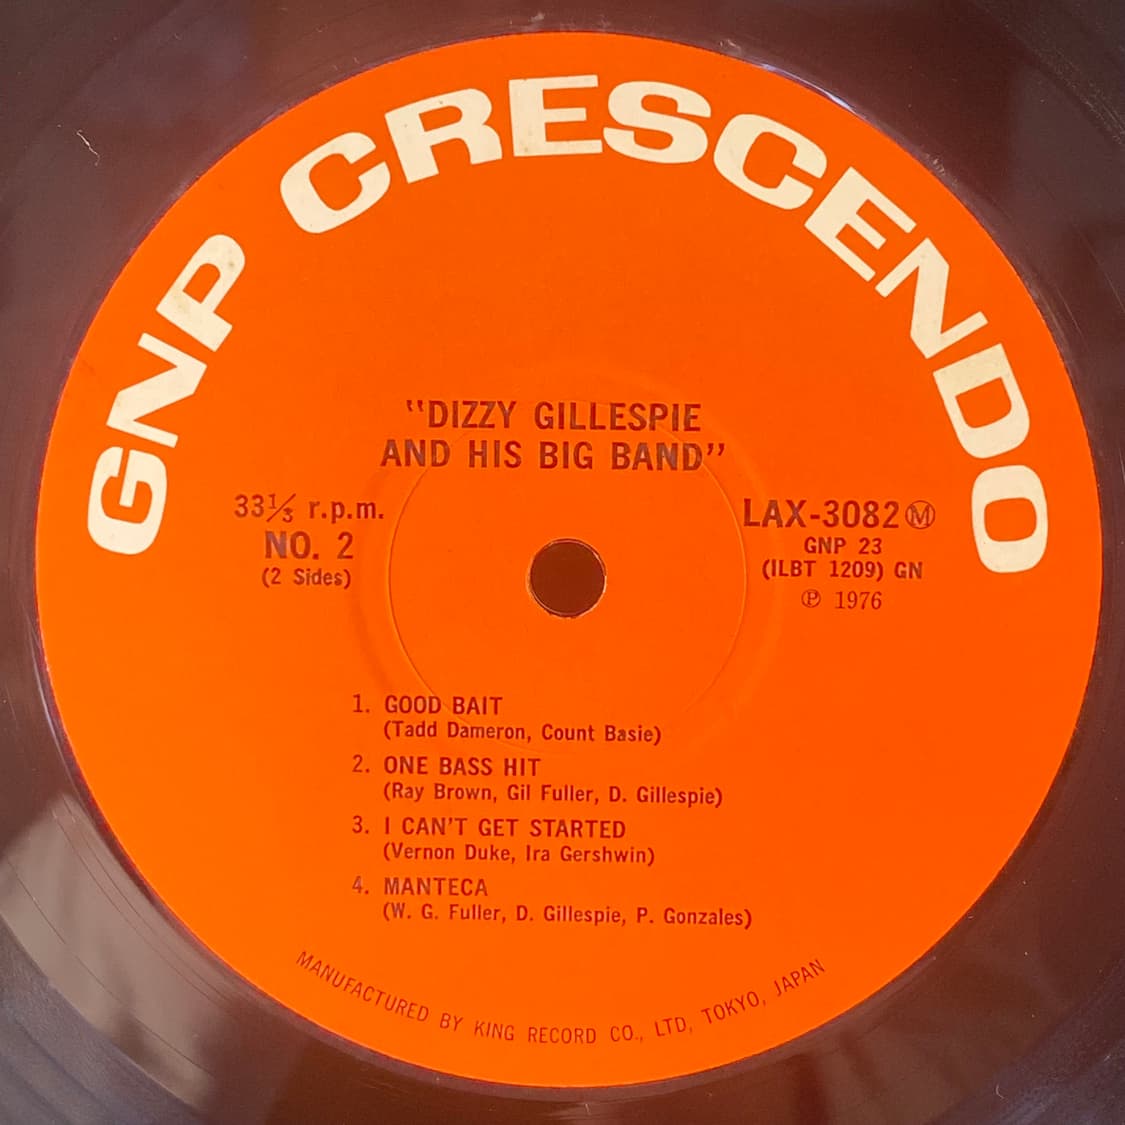 GNP CRESCENDO
"DIZZY GILLESPIE
AND HIS BIG BAND"
33⅓ r.p.m.
NO. 2
(2 Sides)
LAX-3082 Ⓜ
GNP 23
(ILBT 1209) GN
℗ 1976
1. GOOD BAIT
(Tadd Dameron, Count Basie)
2. ONE BASS HIT
(Ray Brown, Gil Fuller, D. Gillespie)
3. I CAN'T GET STARTED
(Vernon Duke, Ira Gershwin)
4. MANTECA
(W. G. Fuller, D. Gillespie, P. Gonzales)
MANUFACTURED BY KING RECORD CO., LTD, TOKYO, JAPAN